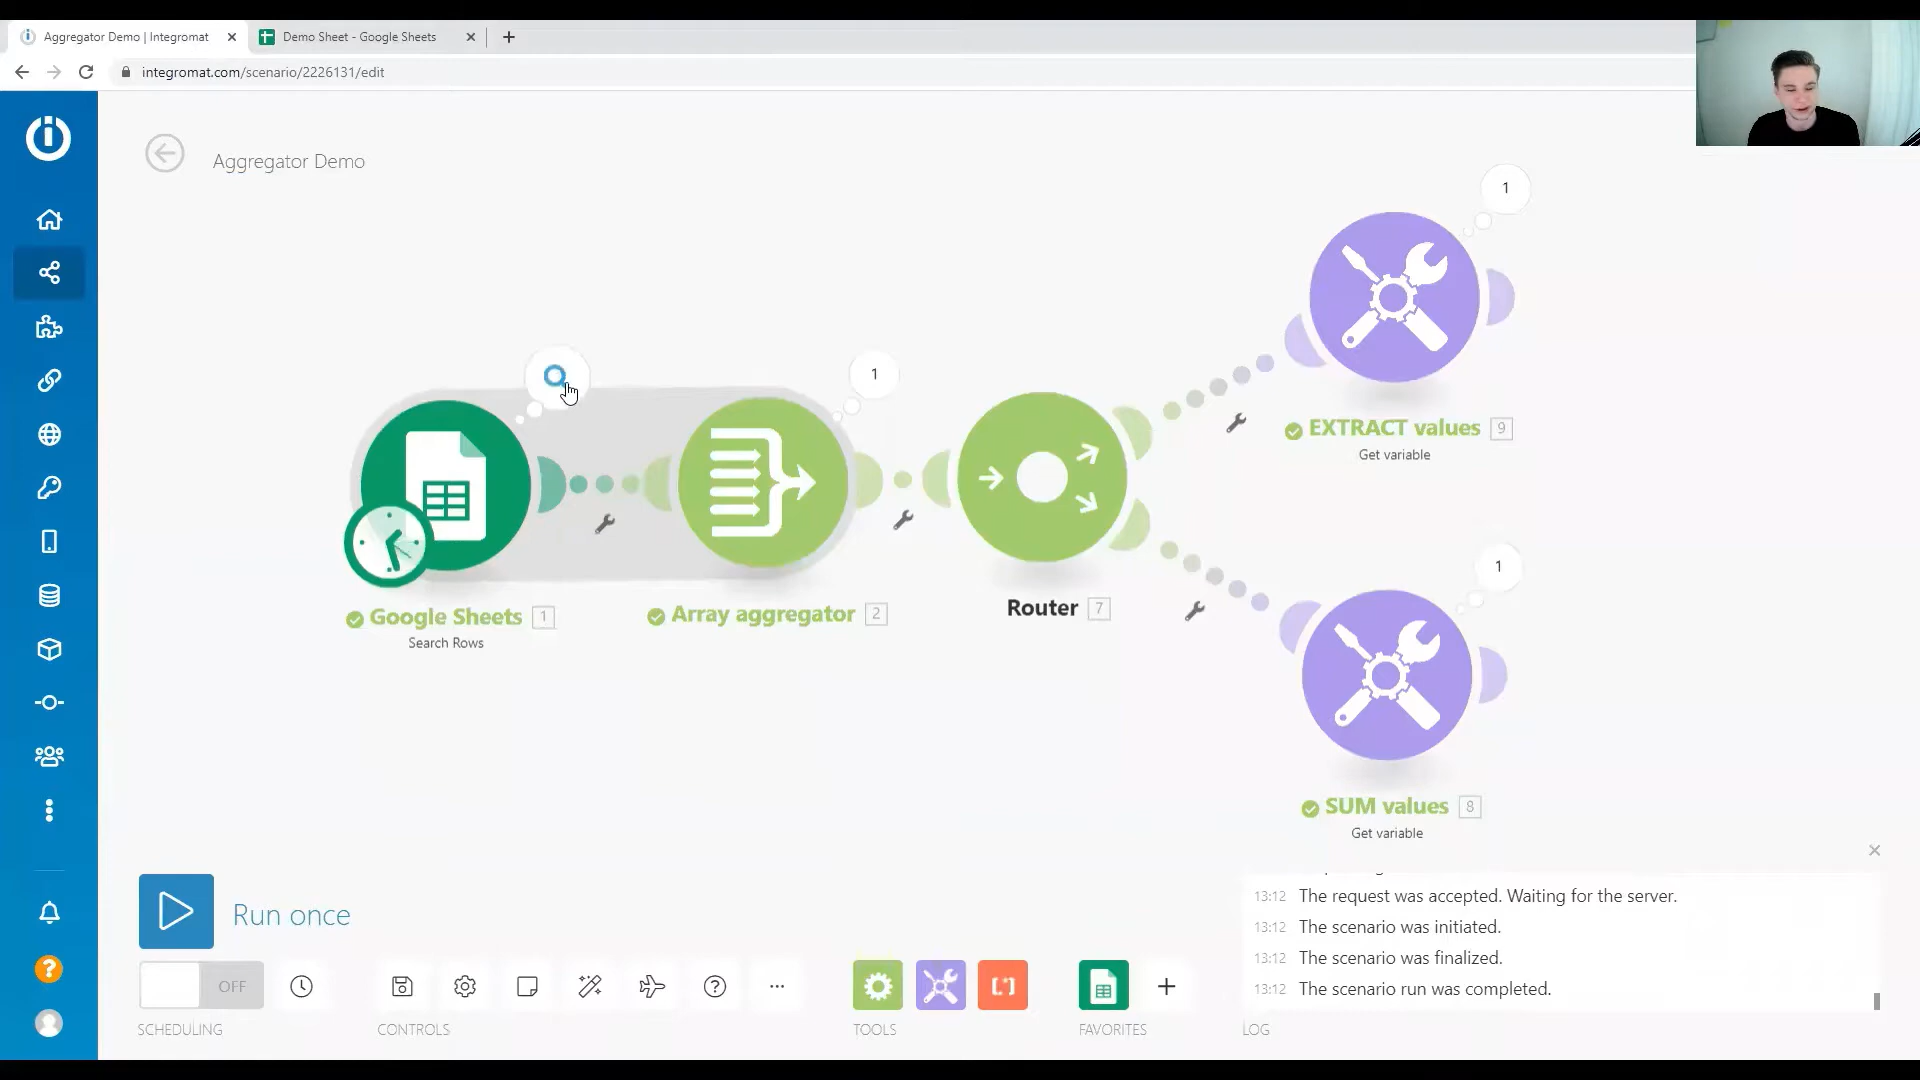 Aggregator Demo | Integromat
Demo Sheet - Google Sheets
integromat.com/scenario/2226131/edit
Aggregator Demo
1
1
EXTRACT values 9
Get variable
Google Sheets 1
Search Rows
Array aggregator 2
Router 7
1
SUM values 8
Get variable
Run once
13:12 The request was accepted. Waiting for the server.
13:12 The scenario was initiated.
13:12 The scenario was finalized.
13:12 The scenario run was completed.
OFF
SCHEDULING
CONTROLS
TOOLS
FAVORITES
LOG